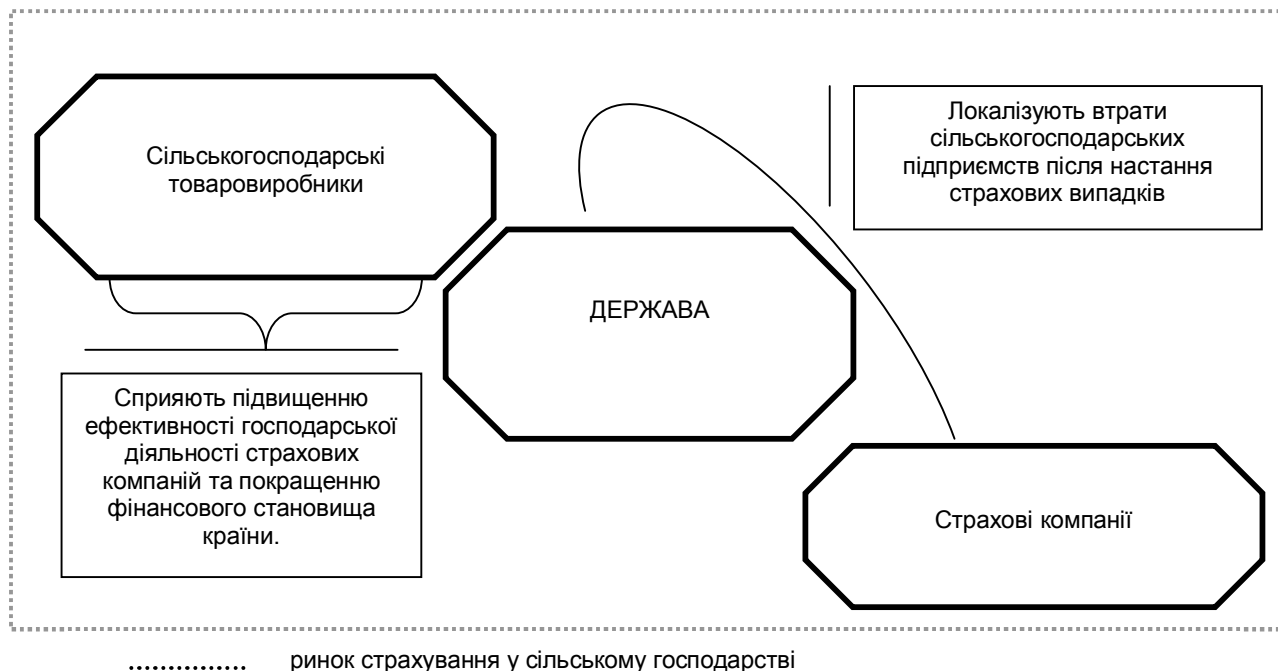 Сільськогосподарські
товаровиробники
Локалізують втрати
сільськогосподарських
підприємств після настання
страхових випадків
ДЕРЖАВА
Сприяють підвищенню
ефективності господарської
діяльності страхових
компаній та покращенню
фінансового становища
країни.
Страхові компанії
............... ринок страхування у сільському господарстві